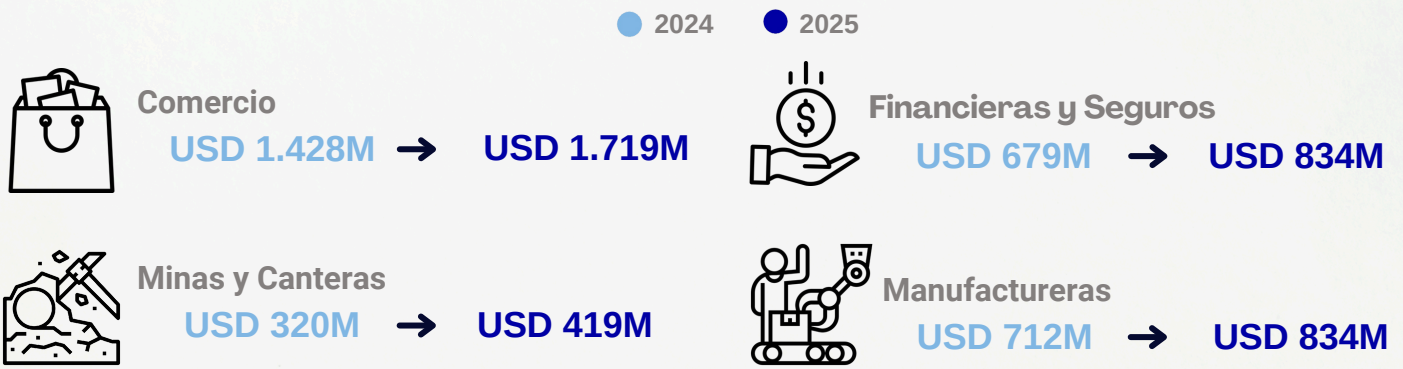 2024 2025
Comercio
USD 1.428M USD 1.719M
Financieras y Seguros
USD 679M USD 834M
Minas y Canteras
USD 320M USD 419M
Manufactureras
USD 712M USD 834M